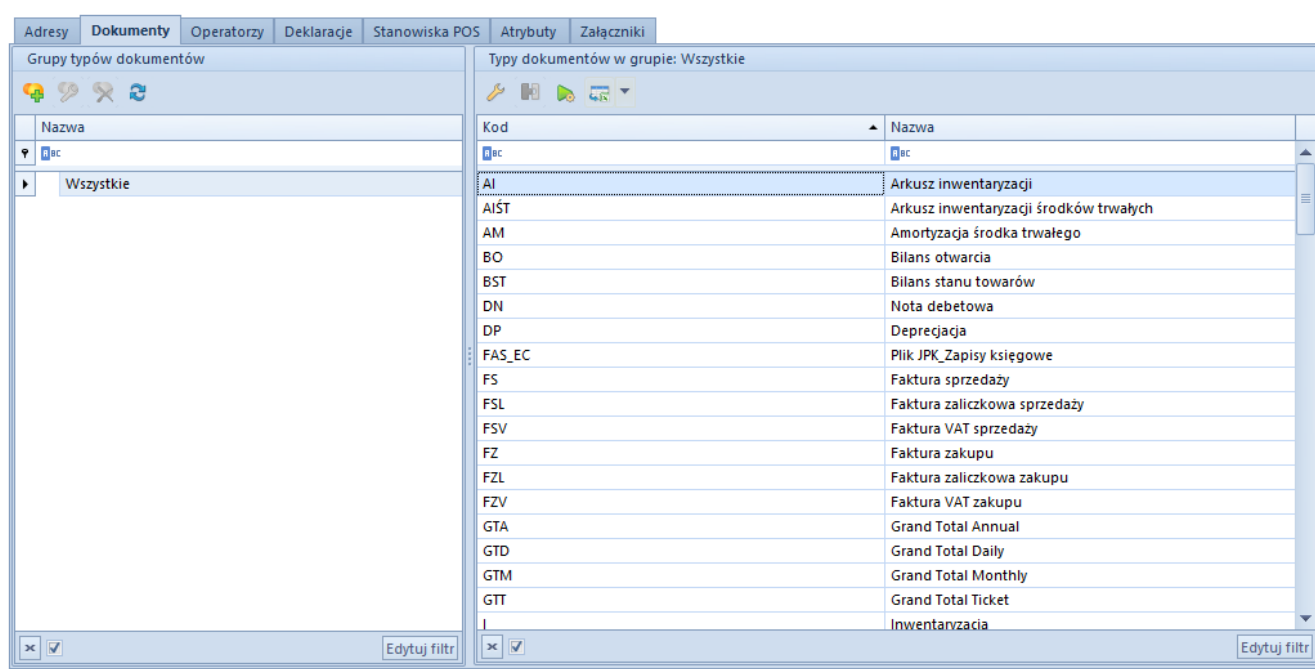 Adresy Dokumenty Operatorzy Deklaracje Stanowiska POS Atrybuty Załączniki
Grupy typów dokumentów
Nazwa
ABC
Wszystkie
Edytuj filtr
Typy dokumentów w grupie: Wszystkie
Kod Nazwa
ABC ABC
AI Arkusz inwentaryzacji
AIŚT Arkusz inwentaryzacji środków trwałych
AM Amortyzacja środka trwałego
BO Bilans otwarcia
BST Bilans stanu towarów
DN Nota debetowa
DP Deprecjacja
FAS_EC Plik JPK_Zapisy księgowe
FS Faktura sprzedaży
FSL Faktura zaliczkowa sprzedaży
FSV Faktura VAT sprzedaży
FZ Faktura zakupu
FZL Faktura zaliczkowa zakupu
FZV Faktura VAT zakupu
GTA Grand Total Annual
GTD Grand Total Daily
GTM Grand Total Monthly
GTT Grand Total Ticket
I Inwentaryzacja
Edytuj filtr